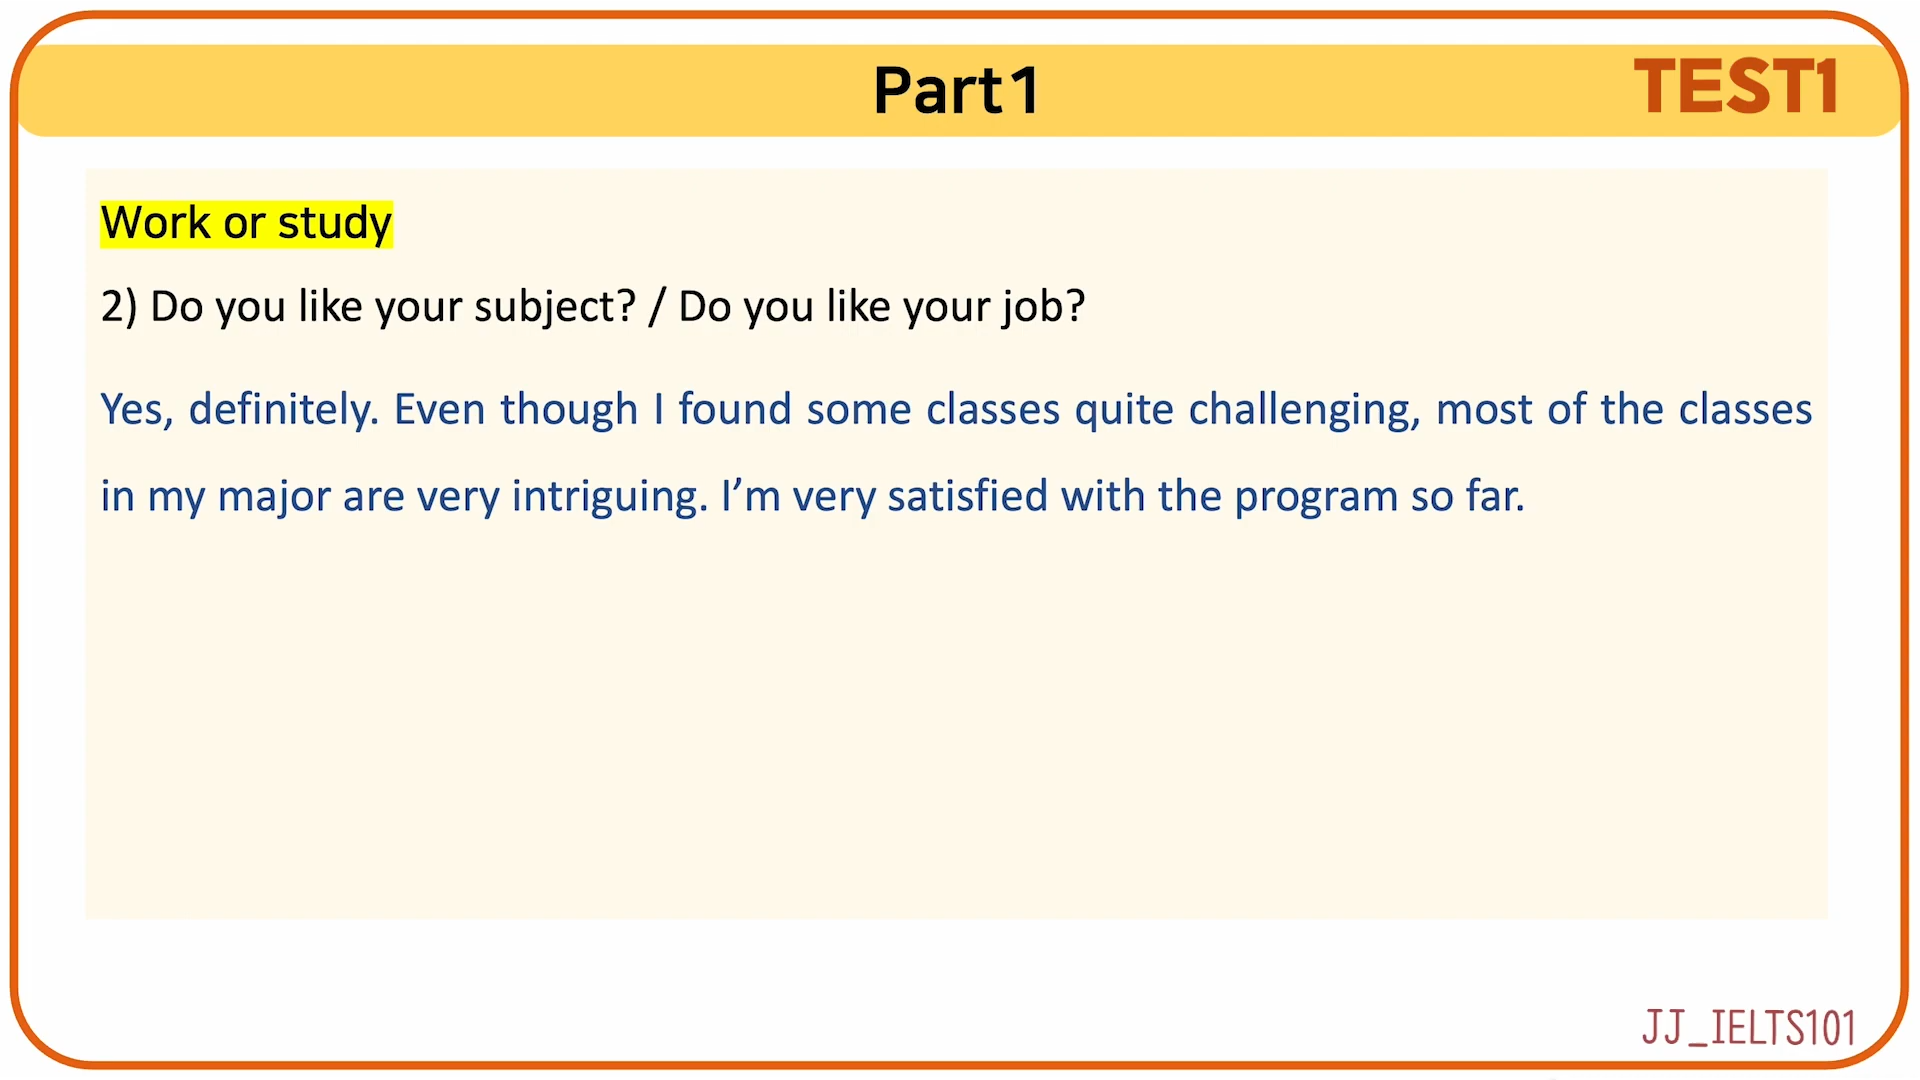 Part 1
TEST1
Work or study
2) Do you like your subject? / Do you like your job?
Yes, definitely. Even though I found some classes quite challenging, most of the classes
in my major are very intriguing. I’m very satisfied with the program so far.
JJ_IELTS101